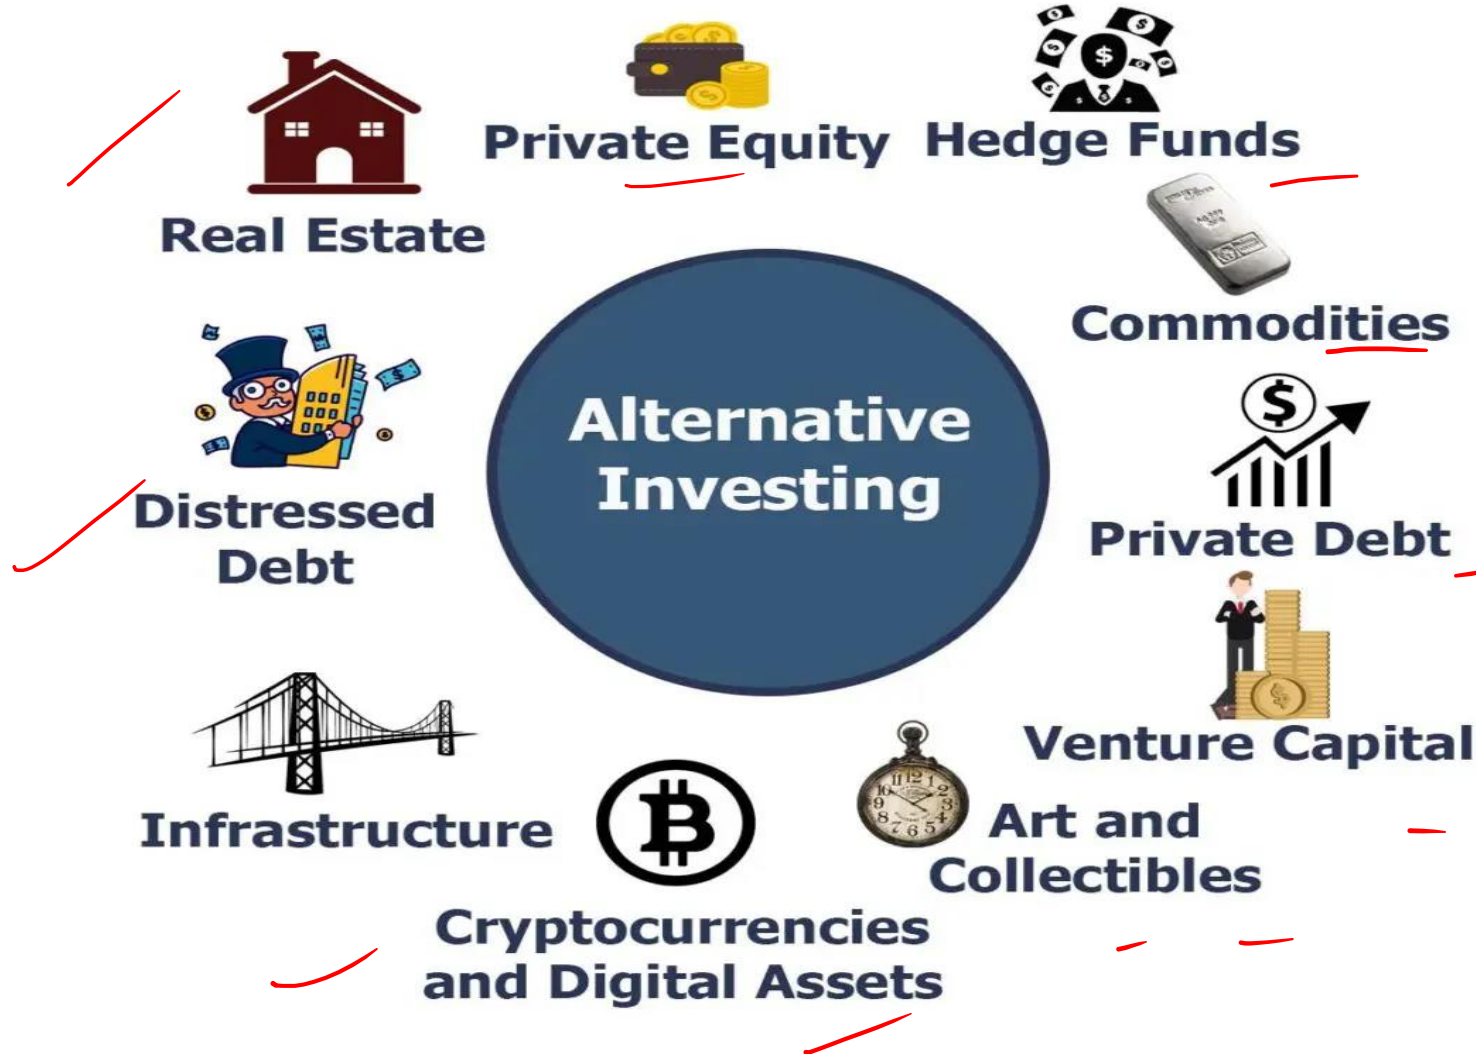 Private Equity
Hedge Funds
Real Estate
Commodities
Alternative
Investing
Distressed
Debt
Private Debt
Venture Capital
Infrastructure
Art and
Collectibles
Cryptocurrencies
and Digital Assets